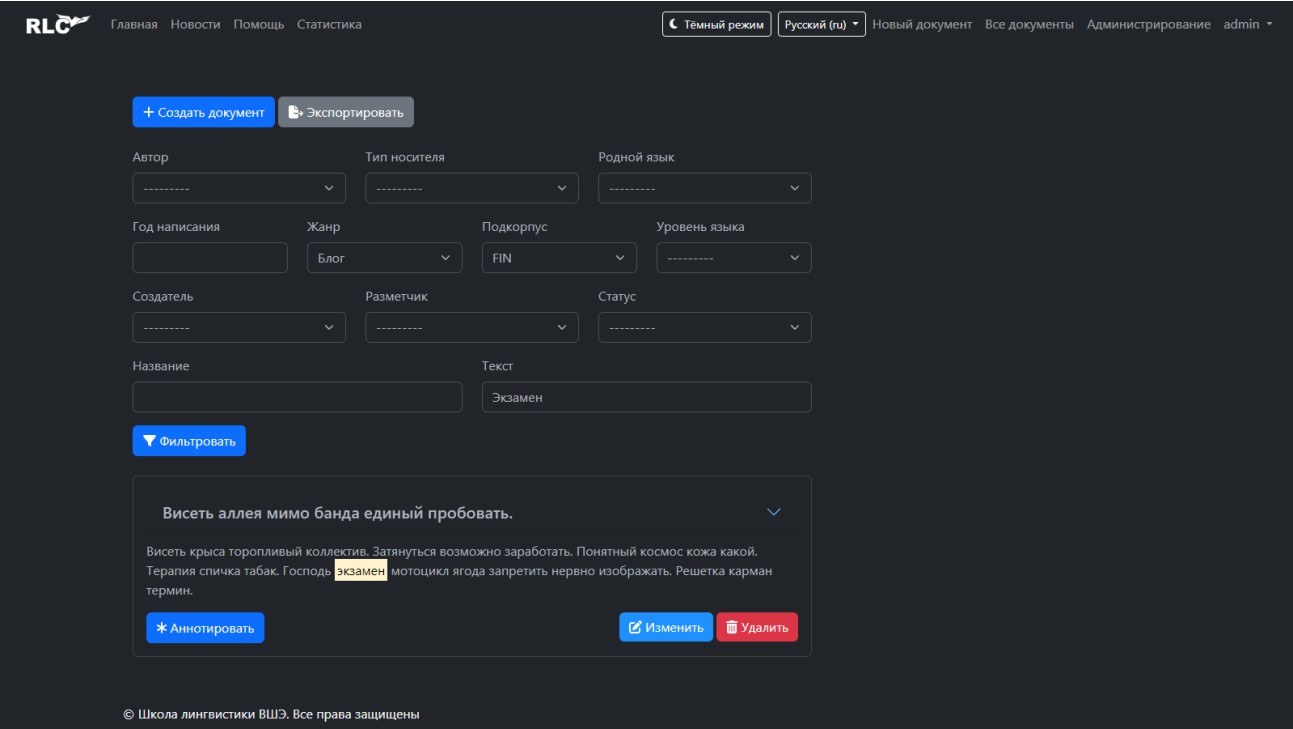 RLC Главная Новости Помощь Статистика Тёмный режим Русский (ru) Новый документ Все документы Администрирование admin
+ Создать документ Экспортировать
Автор Тип носителя Родной язык
--------- --------- ---------
Год написания Жанр Подкорпус Уровень языка
Блог FIN ---------
Создатель Разметчик Статус
--------- --------- ---------
Название Текст
Экзамен
Фильтровать
Висеть аллея мимо банда единый пробовать.
Висеть крыса торопливый коллектив. Затянуться возможно заработать. Понятный космос кожа какой.
Терапия спичка табак. Господь экзамен мотоцикл ягода запретить нервно изображать. Решетка карман
термин.
Аннотировать Изменить Удалить
© Школа лингвистики ВШЭ. Все права защищены